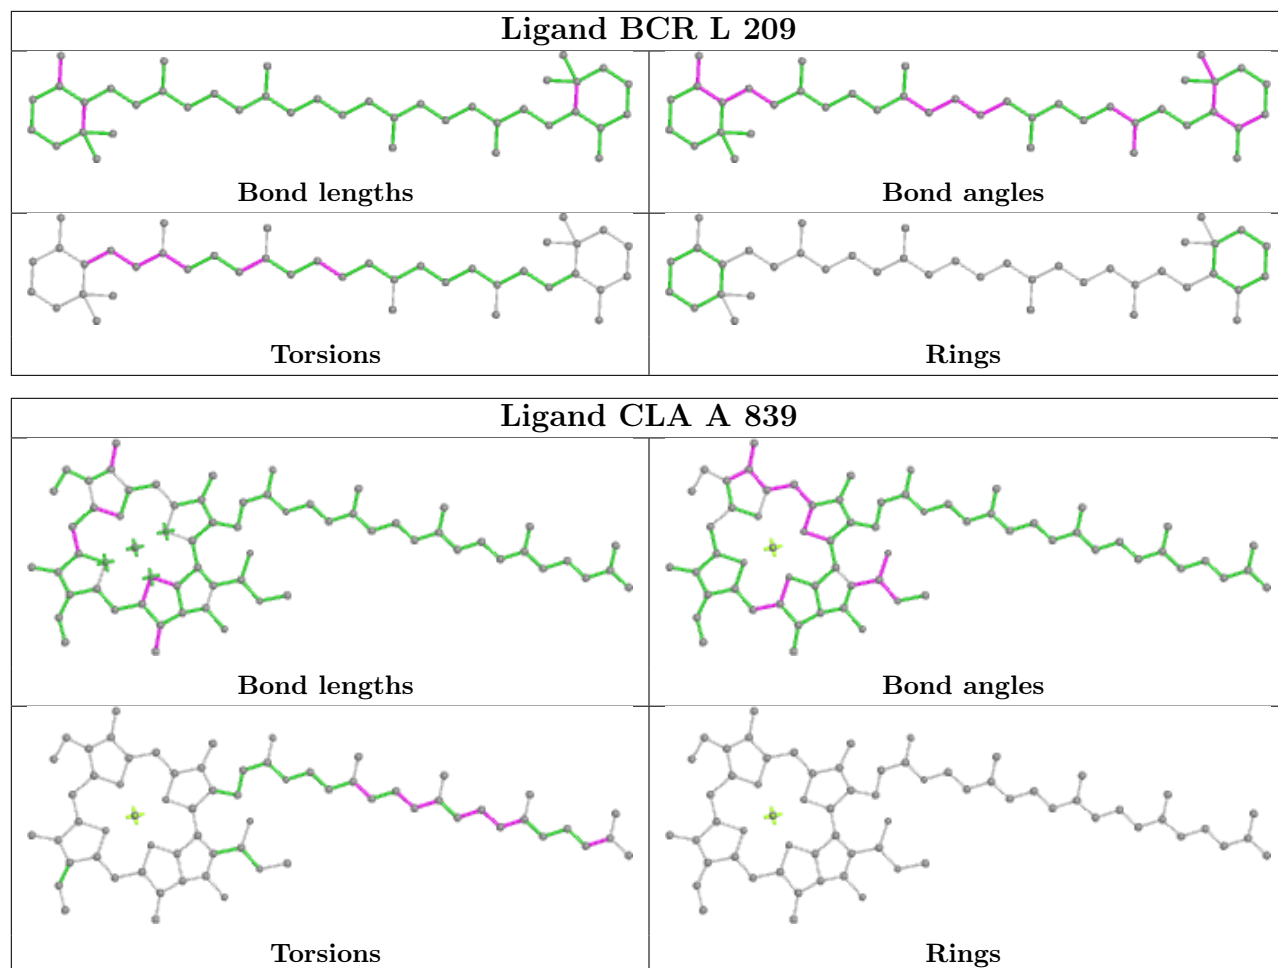 Ligand BCR L 209
Bond lengths
Bond angles
Torsions
Rings
Ligand CLA A 839
Bond lengths
Bond angles
Torsions
Rings